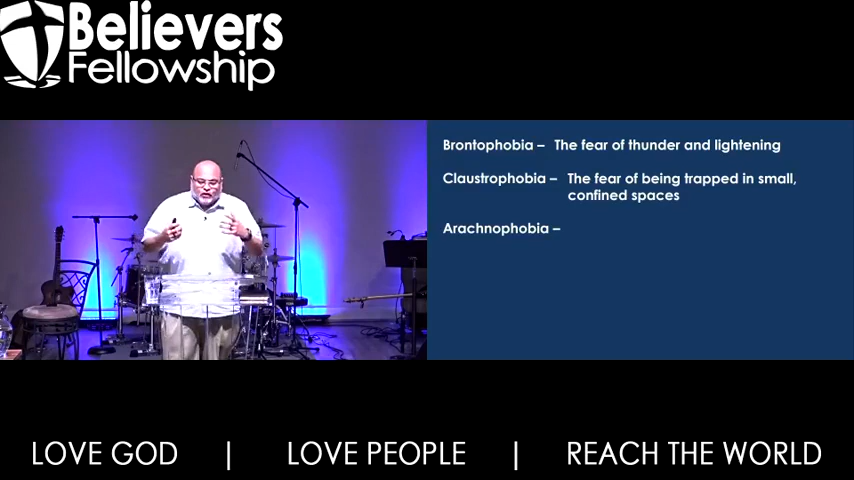 Believers
Fellowship
Brontophobia – The fear of thunder and lightening
Claustrophobia – The fear of being trapped in small,
confined spaces
Arachnophobia –
LOVE GOD | LOVE PEOPLE | REACH THE WORLD